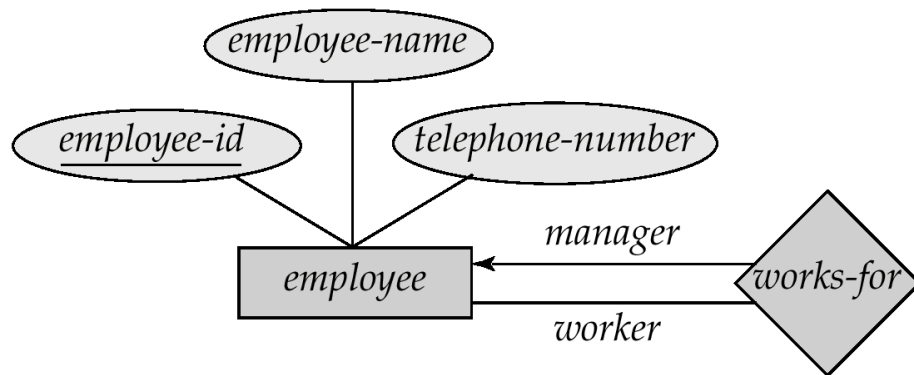 employee-name
employee-id
telephone-number
manager
employee
works-for
worker